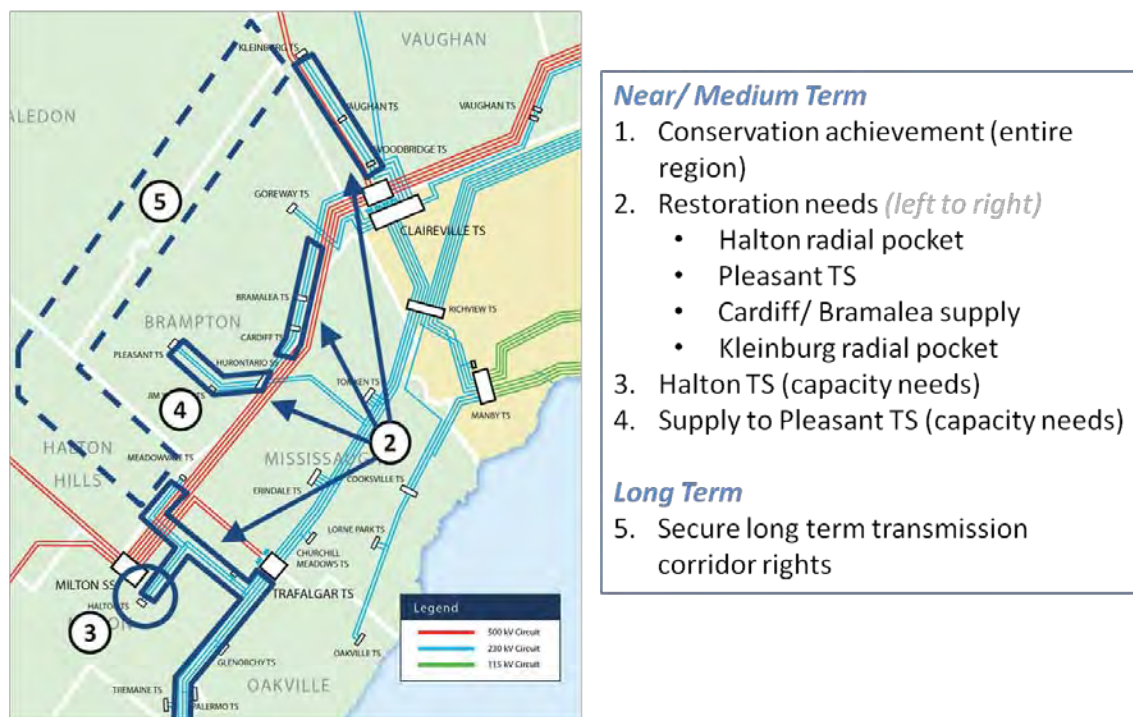 KLEINBURG TS
VAUGHAN
ALEDON
VAUGHAN TS
VAUGHAN TS
WOODBRIDGE TS
5
GOREWAY TS
CLAIREVILLE TS
BRAMALEA TS
RICHVIEW TS
BRAMPTON
CARDIFF TS
PLEASANT TS
HURONTARIO SS
TS
4
MANBY TS
2
HALTON
HILLS
MEADOWVALE TS
MISSISSAUG
COOKSVILLE TS
ERINDALE TS
LORNE PARK TS
CHURCHILL
MEADOWS TS
MILTON SS
TRAFALGAR TS
HALTON TS
3
GLENORCHY TS
OAKVILLE TS
TREMAINE TS
OAKVILLE
PALERMO TS
Legend
500 kV Circuit
230 kV Circuit
115 kV Circuit
Near/ Medium Term
1. Conservation achievement (entire
region)
2. Restoration needs (left to right)
• Halton radial pocket
• Pleasant TS
• Cardiff/ Bramalea supply
• Kleinburg radial pocket
3. Halton TS (capacity needs)
4. Supply to Pleasant TS (capacity needs)
Long Term
5. Secure long term transmission
corridor rights